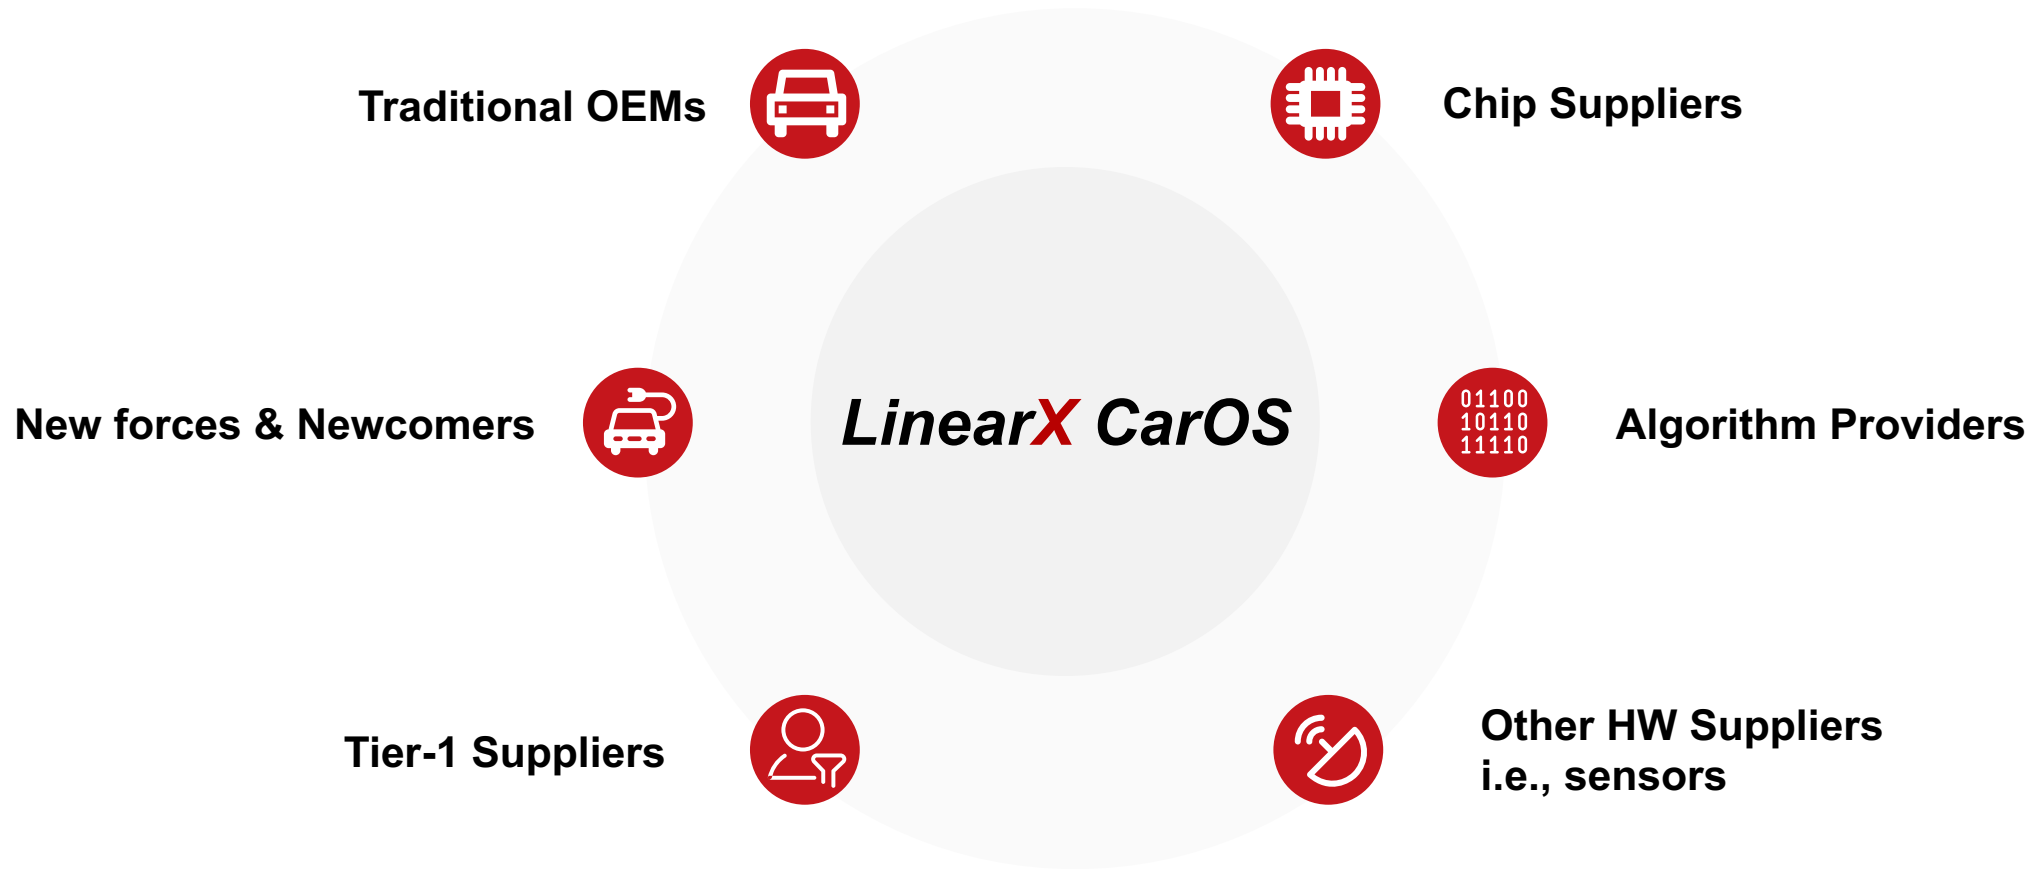 Traditional OEMs
Chip Suppliers
New forces & Newcomers
LinearX CarOS
01100
10110
11110
Algorithm Providers
Tier-1 Suppliers
Other HW Suppliers
i.e., sensors